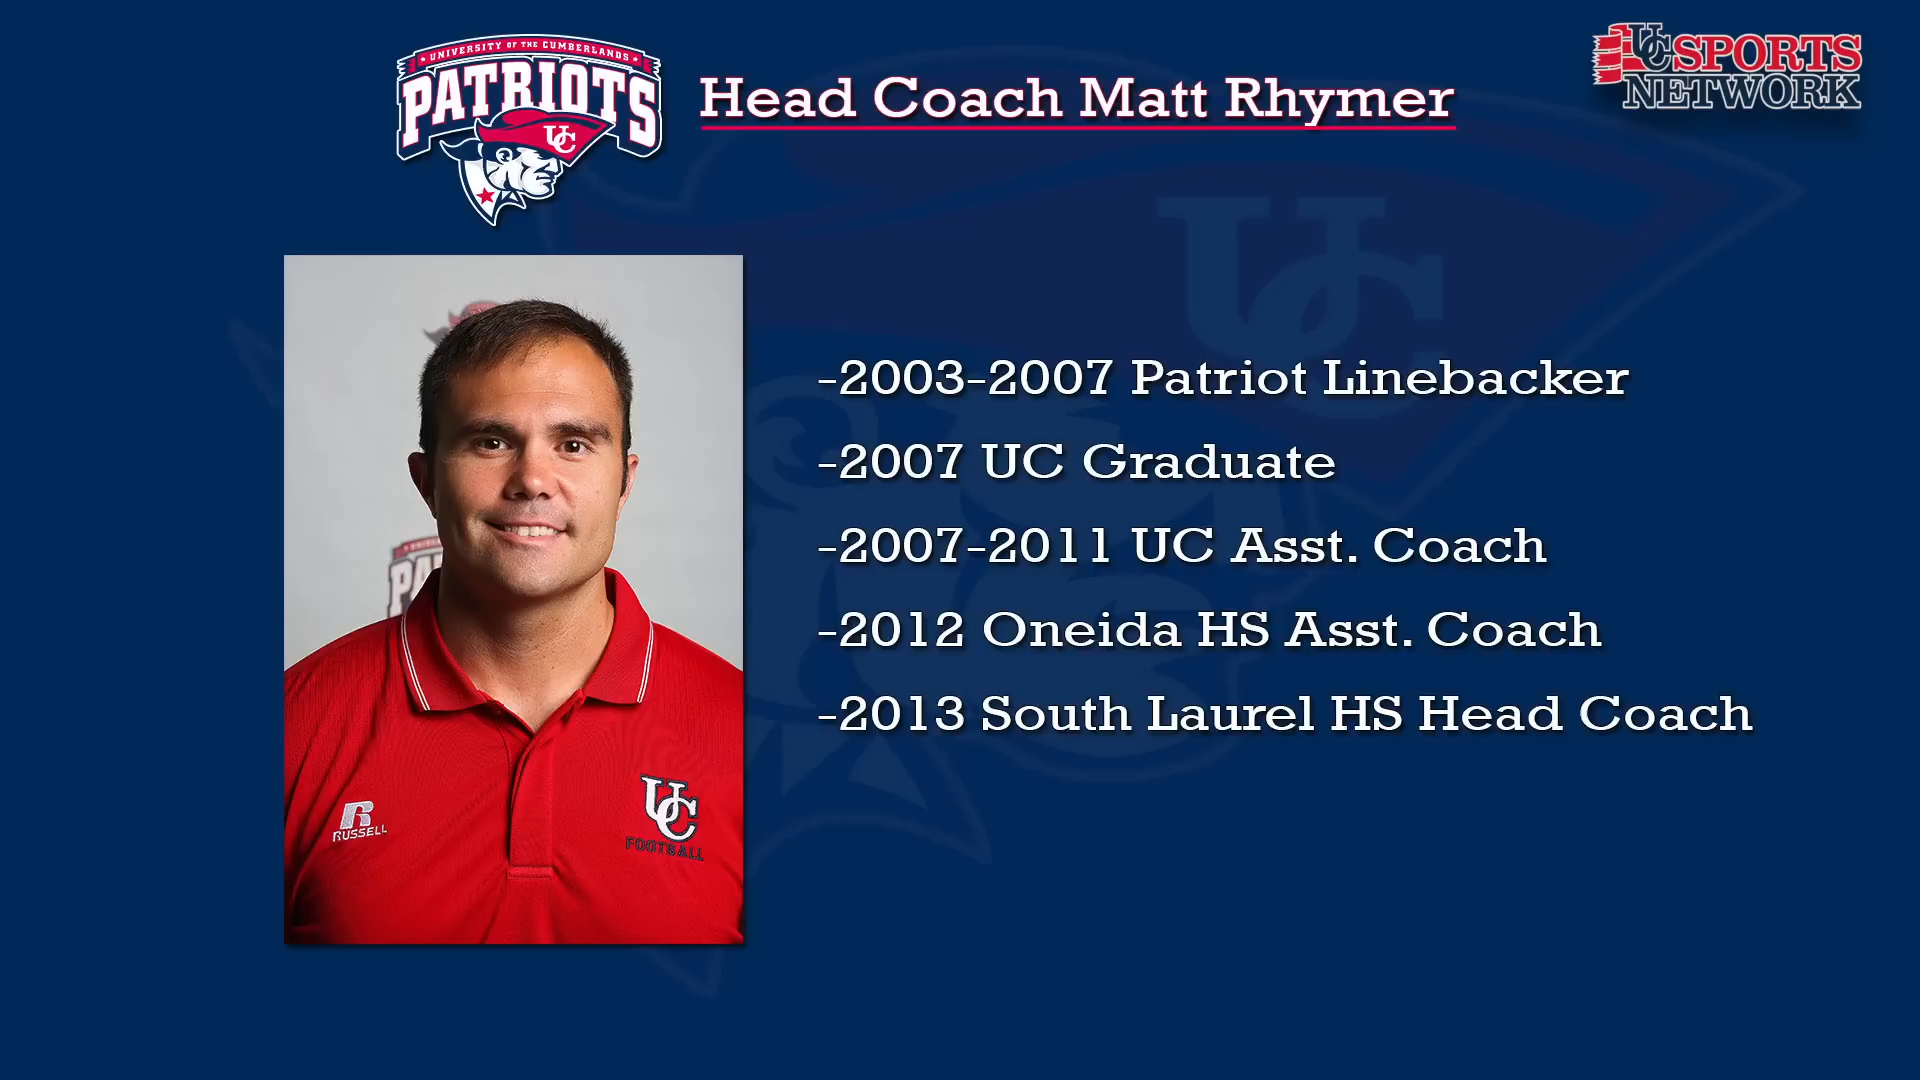 UNIVERSITY OF THE CUMBERLANDS
PATRIOTS
UC
Head Coach Matt Rhymer
UC SPORTS
NETWORK
UC
-2003-2007 Patriot Linebacker
-2007 UC Graduate
-2007-2011 UC Asst. Coach
-2012 Oneida HS Asst. Coach
-2013 South Laurel HS Head Coach
PA
R
RUSSELL
UC
FOOTBALL